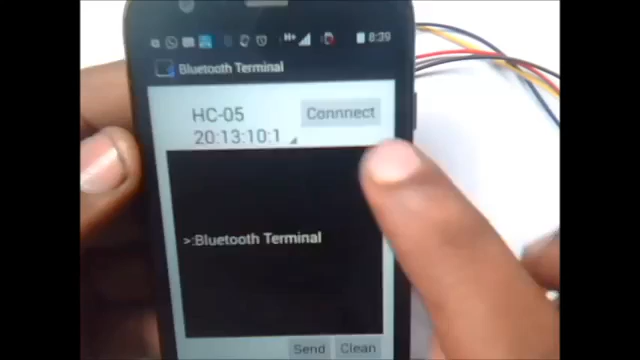 H+ 8:39
Bluetooth Terminal
HC-05 Connnect
20:13:10:1
>:Bluetooth Terminal
Send Clean